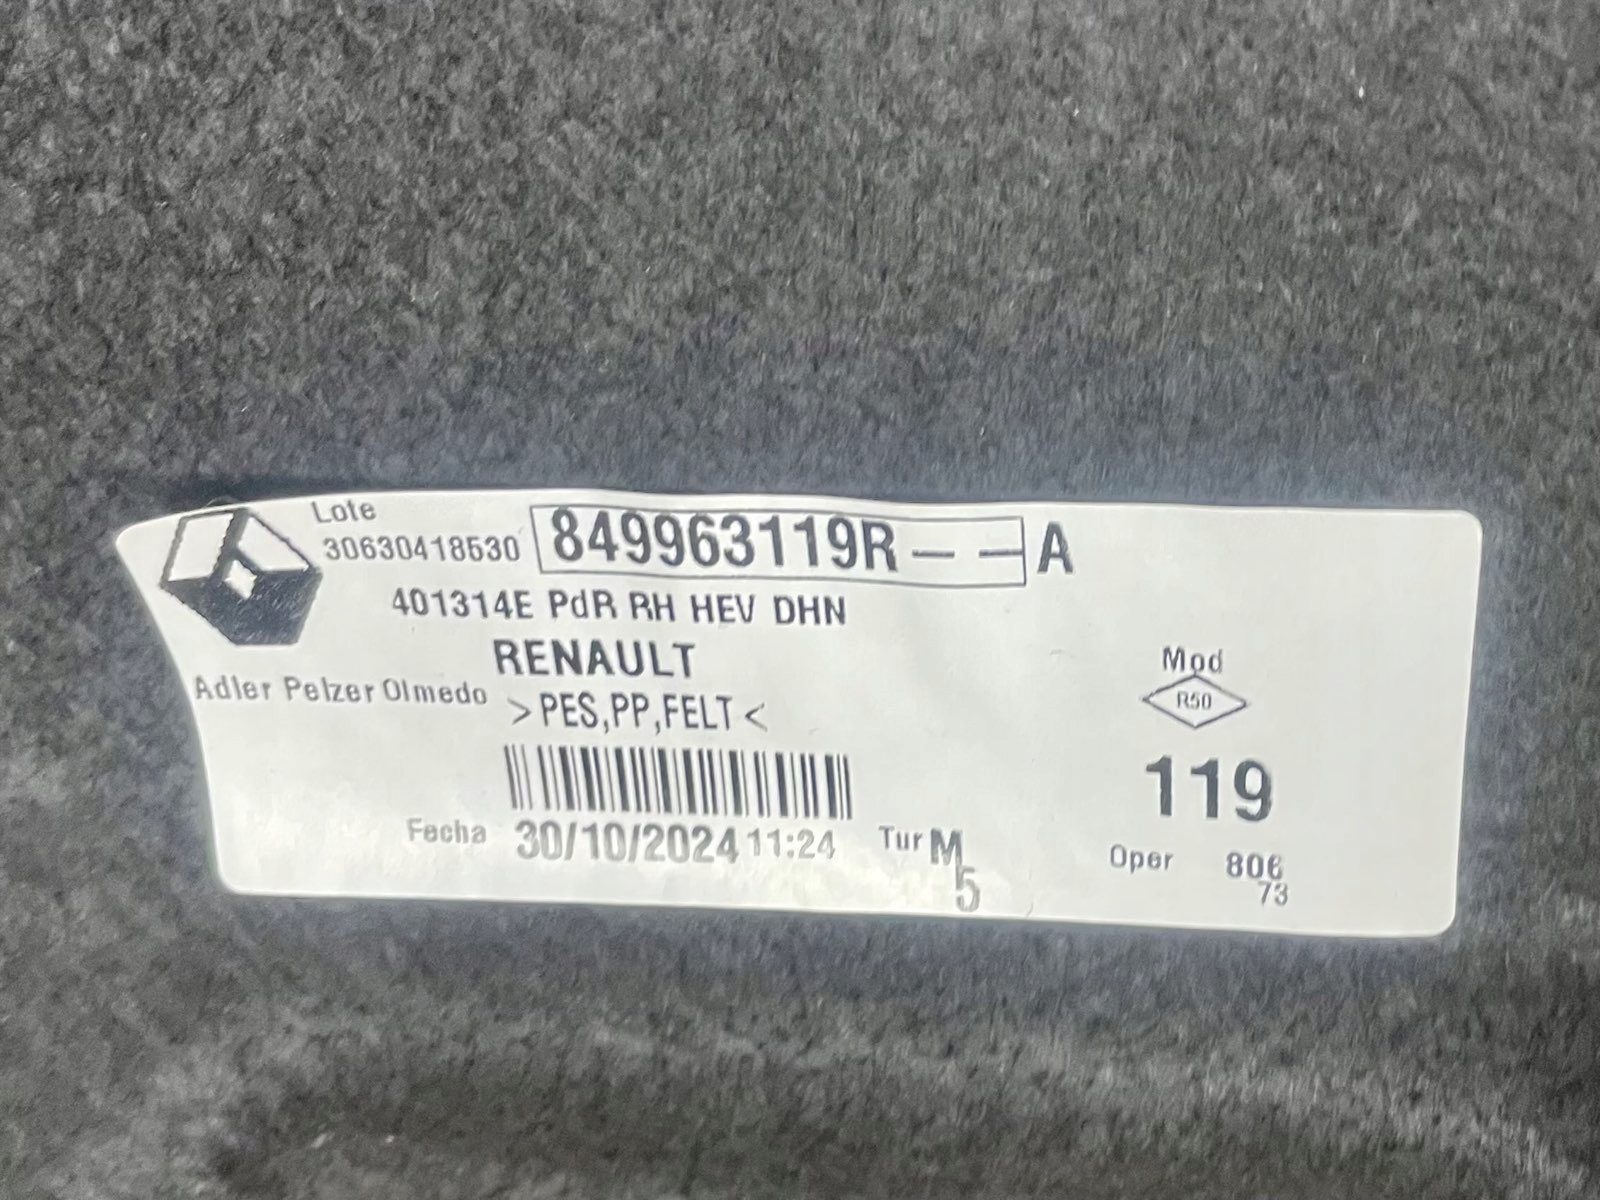 Lote
30630418530 849963119R – – A
401314E PdR RH HEV DHN
RENAULT
Adler Pelzer Olmedo
>PES,PP,FELT<
Mod
R50
119
Fecha 30/10/2024 11:24 Tur M
5
Oper 806
73